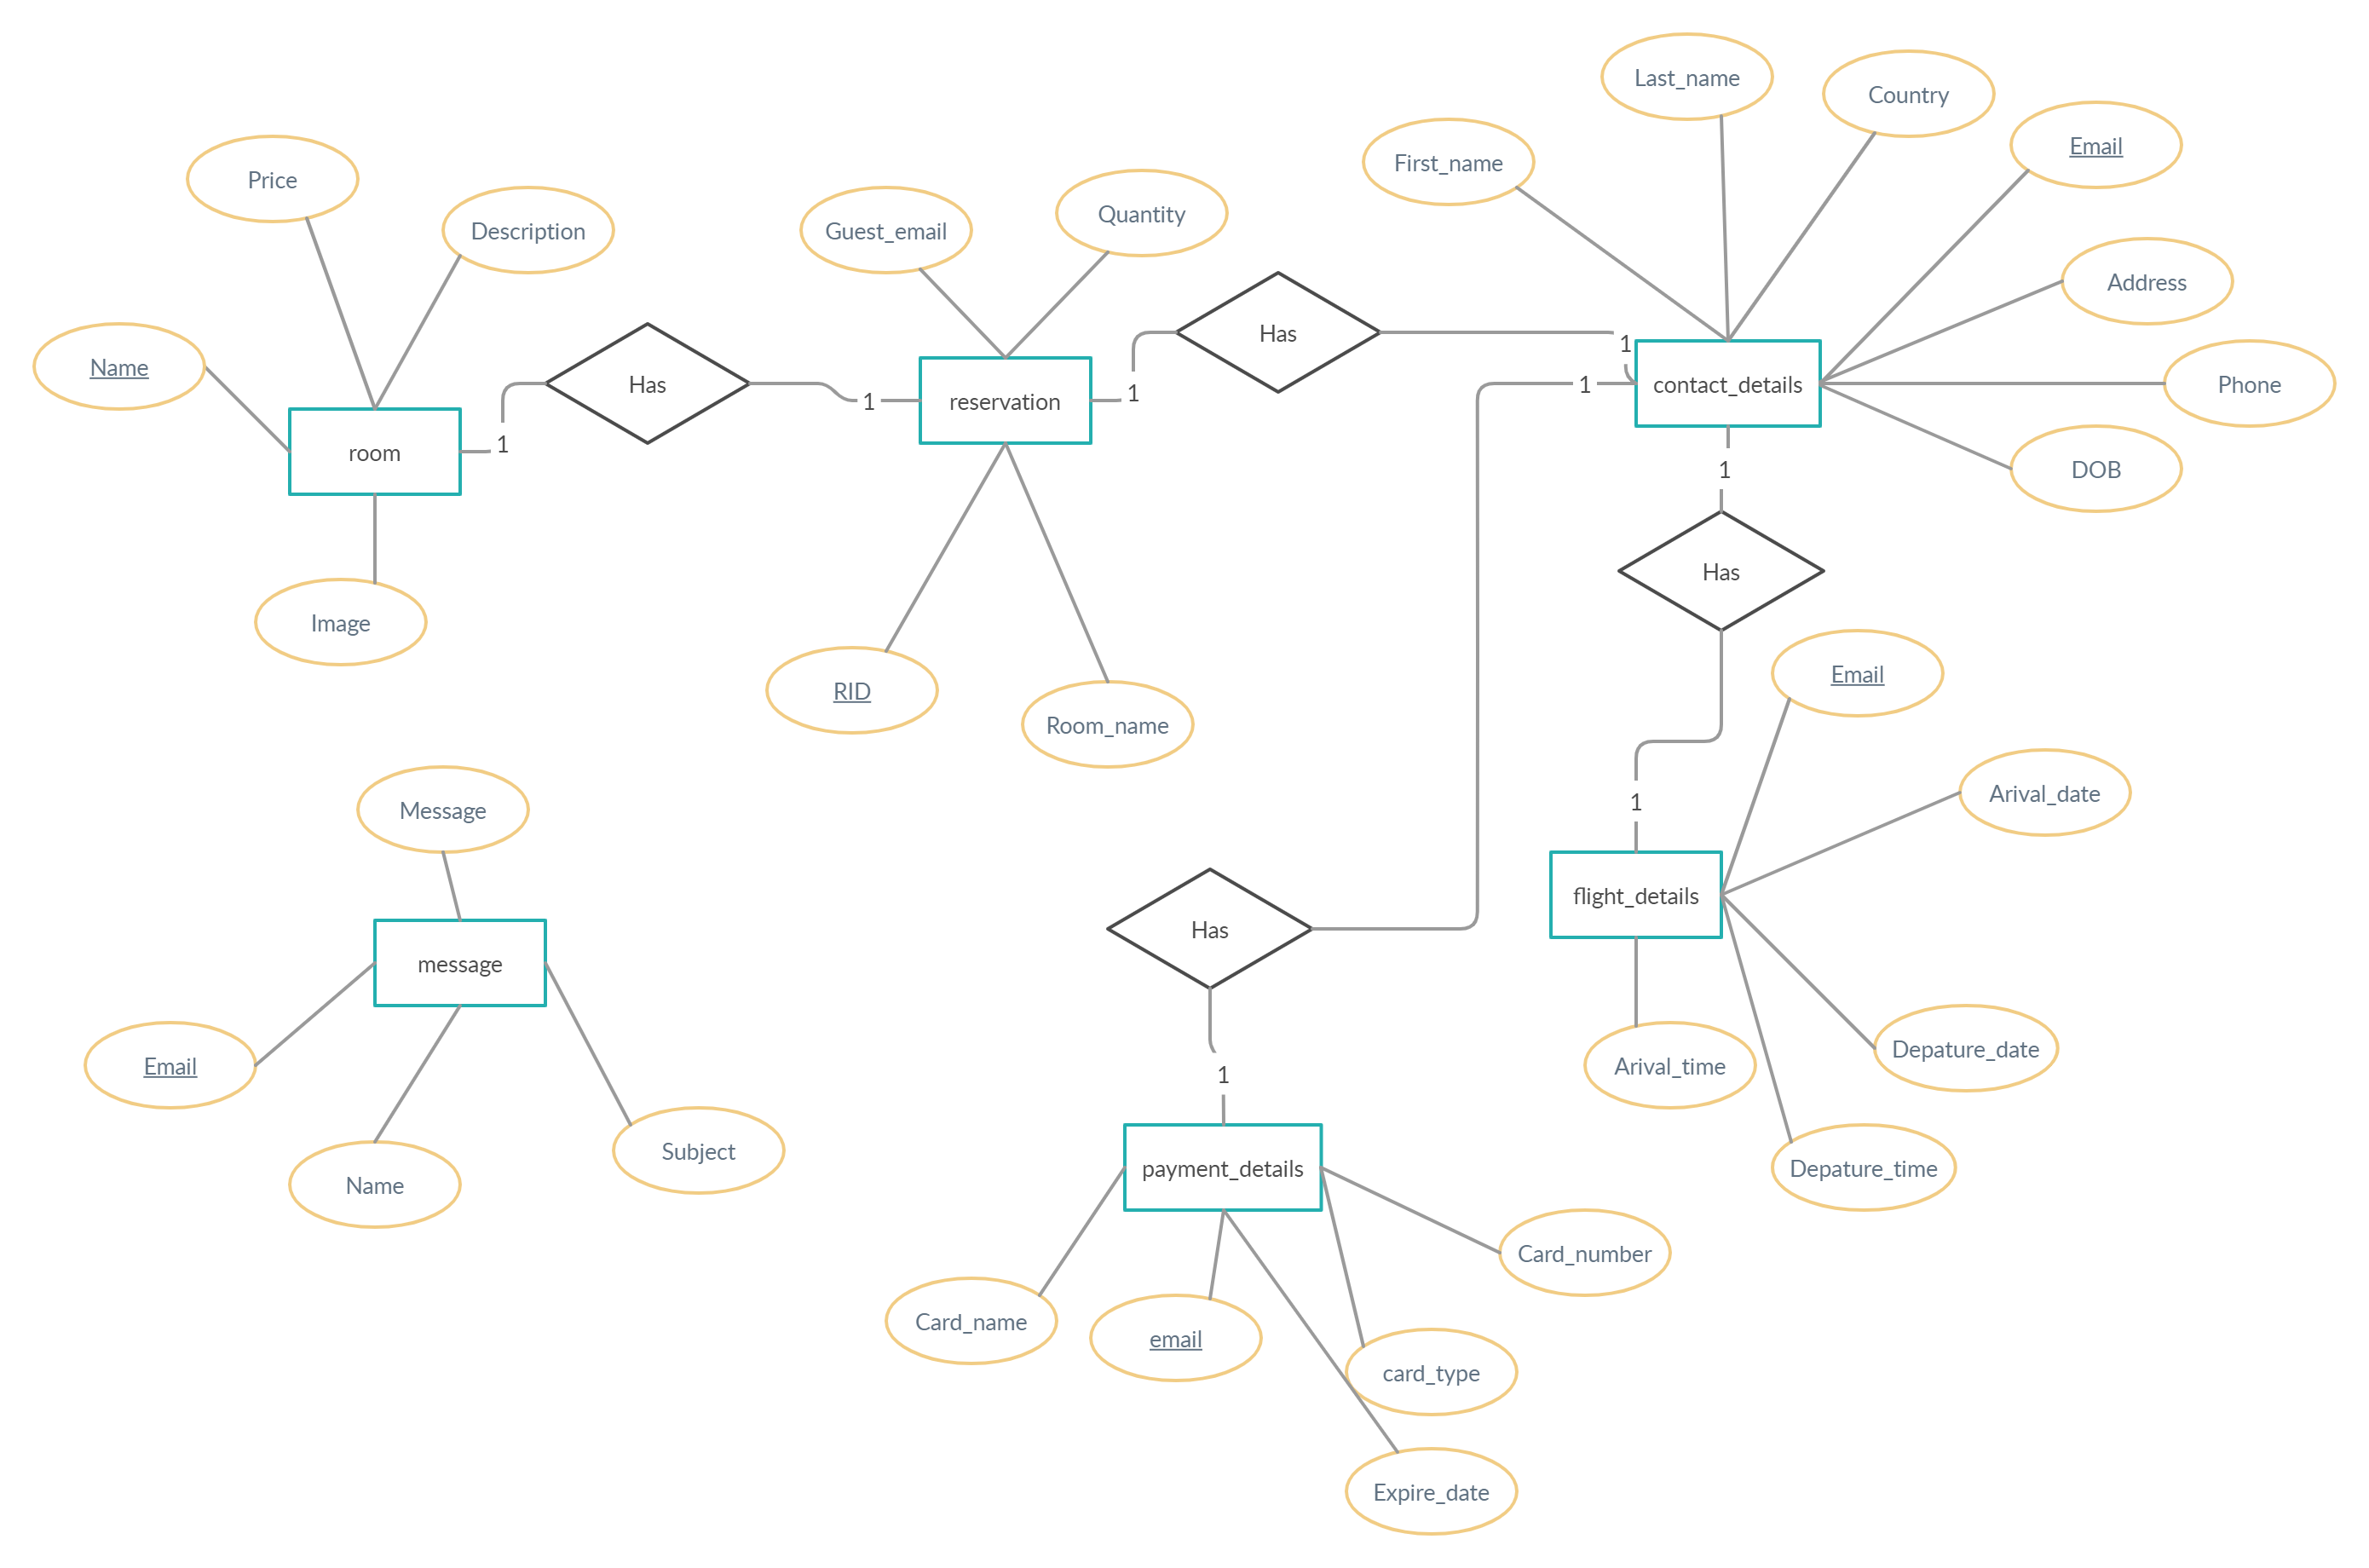 Last_name
Country
Email
First_name
Price
Quantity
Description
Guest_email
Address
Has
1
Name
Has
1
contact_details
Phone
1
reservation
1
room
1
1
DOB
Has
Image
Email
RID
Room_name
Arival_date
1
Message
flight_details
Has
message
Depature_date
Email
Arival_time
1
Subject
payment_details
Depature_time
Name
Card_number
Card_name
email
card_type
Expire_date